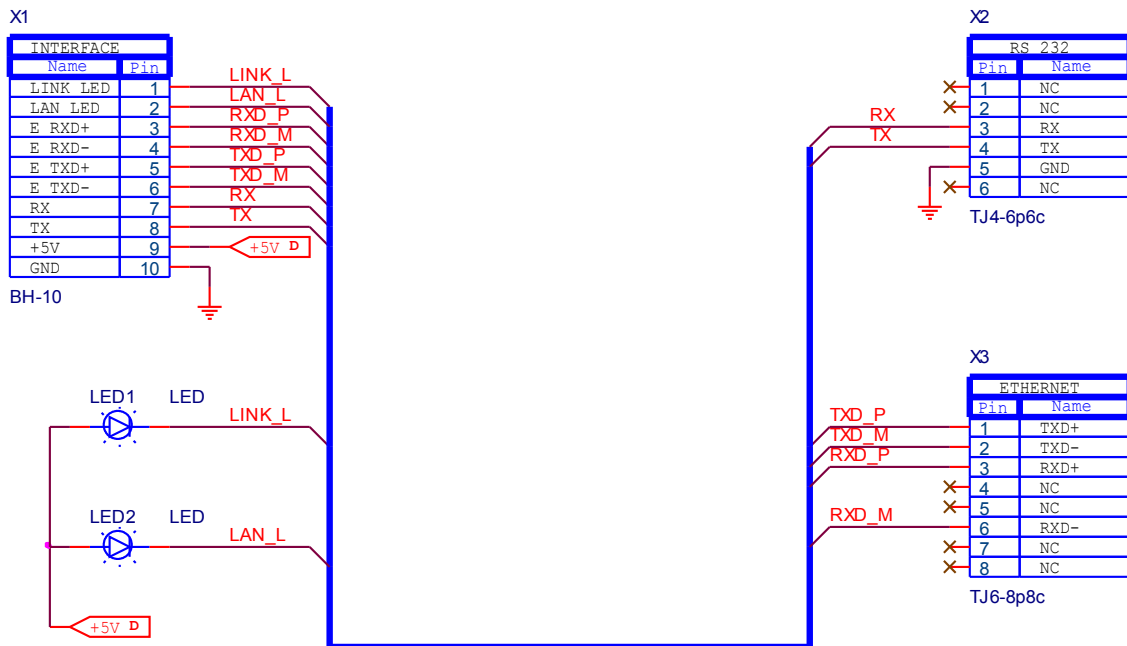 X1
INTERFACE
Name Pin
LINK LED 1
LAN LED 2
E RXD+ 3
E RXD- 4
E TXD+ 5
E TXD- 6
RX 7
TX 8
+5V 9
GND 10
BH-10
LINK_L
LAN_L
RXD_P
RXD_M
TXD_P
TXD_M
RX
TX
+5V D
LED1 LED
LINK_L
LED2 LED
LAN_L
+5V D
X2
RS 232
Pin Name
1 NC
2 NC
3 RX
4 TX
5 GND
6 NC
TJ4-6p6c
RX
TX
X3
ETHERNET
Pin Name
1 TXD+
2 TXD-
3 RXD+
4 NC
5 NC
6 RXD-
7 NC
8 NC
TJ6-8p8c
TXD_P
TXD_M
RXD_P
RXD_M